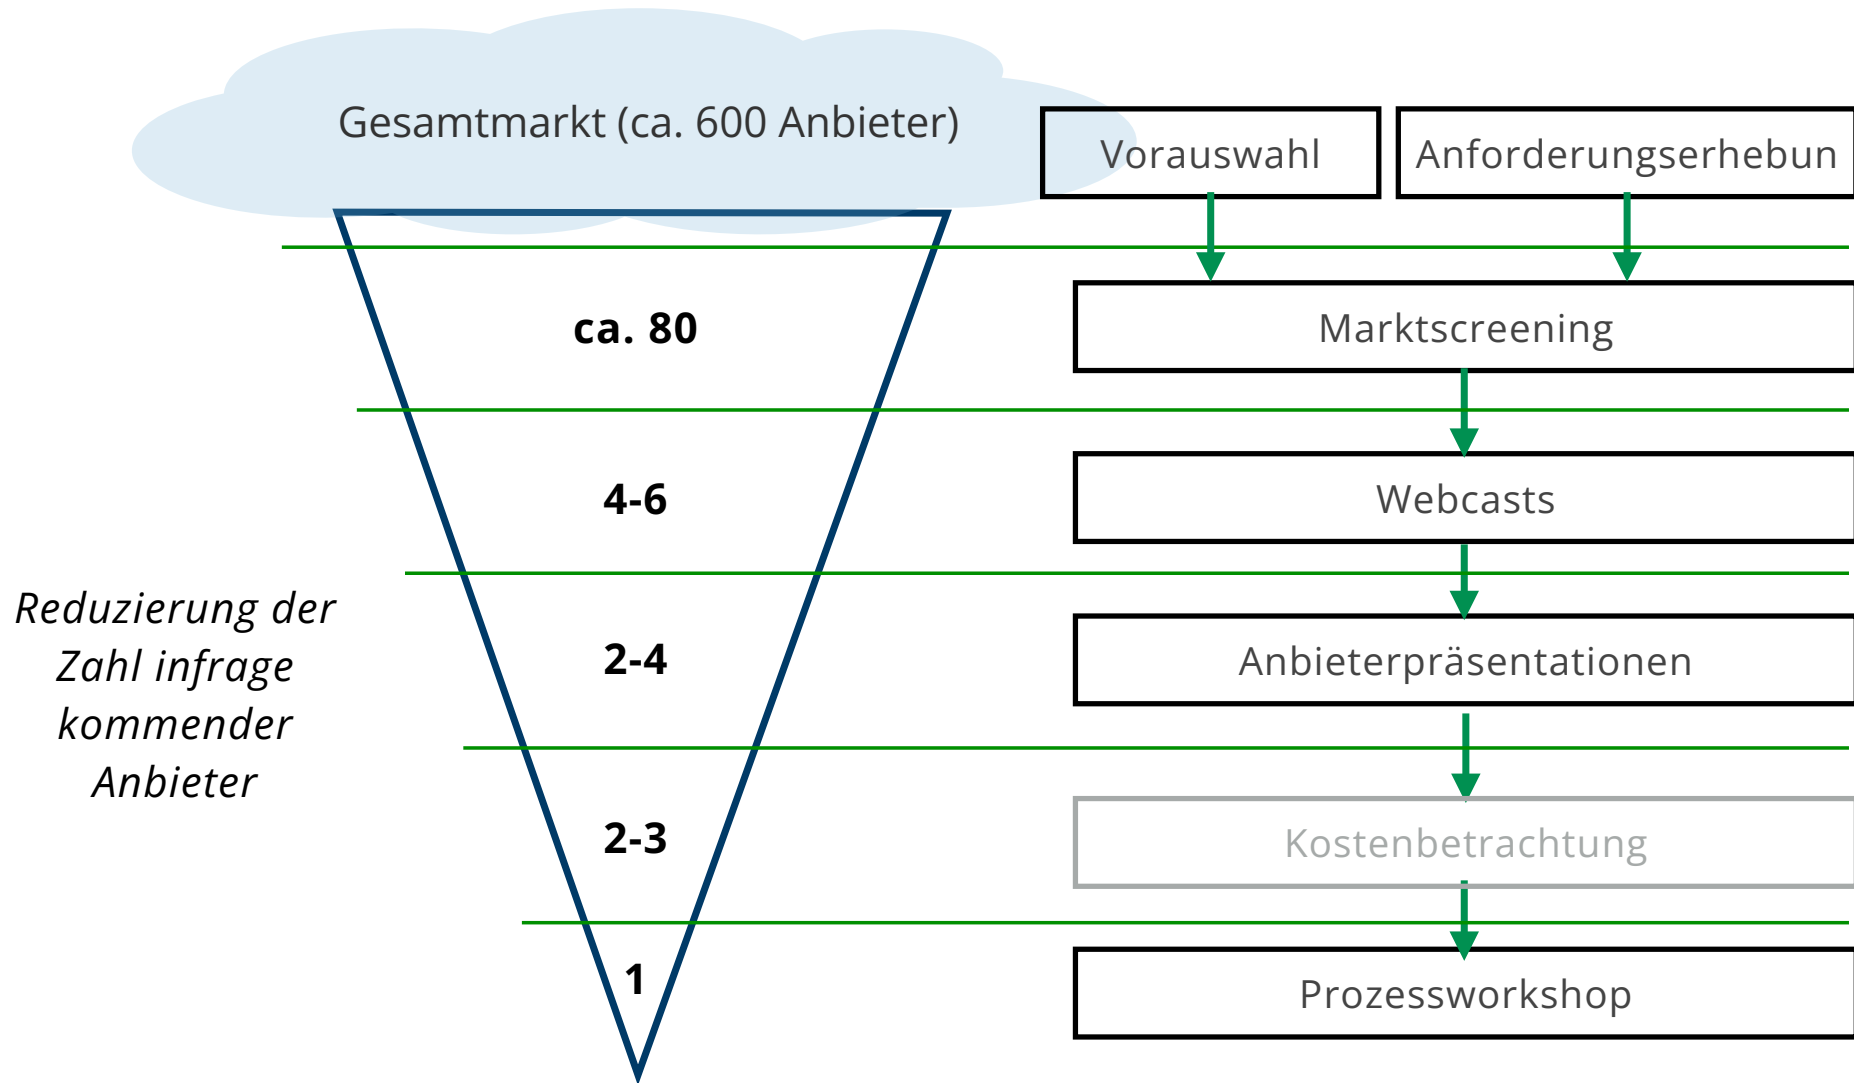 Gesamtmarkt (ca. 600 Anbieter)
Vorauswahl
Anforderungserhebun
ca. 80
Marktscreening
4-6
Webcasts
Reduzierung der
Zahl infrage
kommender
Anbieter
2-4
Anbieterpräsentationen
2-3
Kostenbetrachtung
1
Prozessworkshop